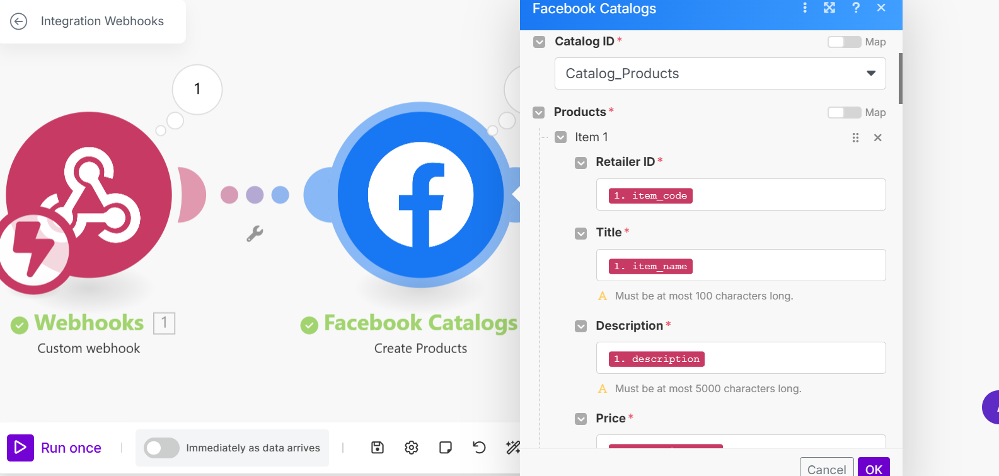 Integration Webhooks
1
Webhooks 1
Custom webhook
Facebook Catalogs
Create Products
Run once
Immediately as data arrives
Facebook Catalogs
?
Catalog ID*
Map
Catalog_Products
Products*
Map
Item 1
Retailer ID*
1. item_code
Title*
1. item_name
A Must be at most 100 characters long.
Description*
1. description
A Must be at most 5000 characters long.
Price*
Cancel
OK